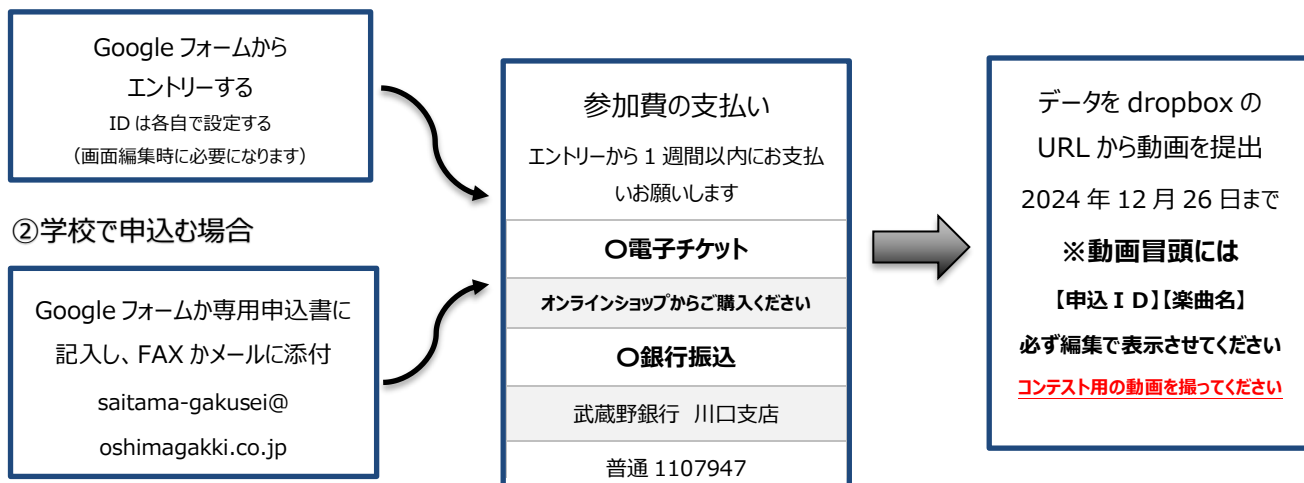 Google フォームから
エントリーする
ID は各自で設定する
（画面編集時に必要になります）
②学校で申込む場合
Google フォームか専用申込書に
記入し、FAX かメールに添付
saitama-gakusei@
oshimagakki.co.jp
参加費の支払い
エントリーから 1 週間以内にお支払
いお願いします
〇電子チケット
オンラインショップからご購入ください
〇銀行振込
武蔵野銀行 川口支店
普通 1107947
データを dropbox の
URL から動画を提出
2024 年 12 月 26 日まで
※動画冒頭には
【申込ＩＤ】【楽曲名】
必ず編集で表示させてください
コンテスト用の動画を撮ってください